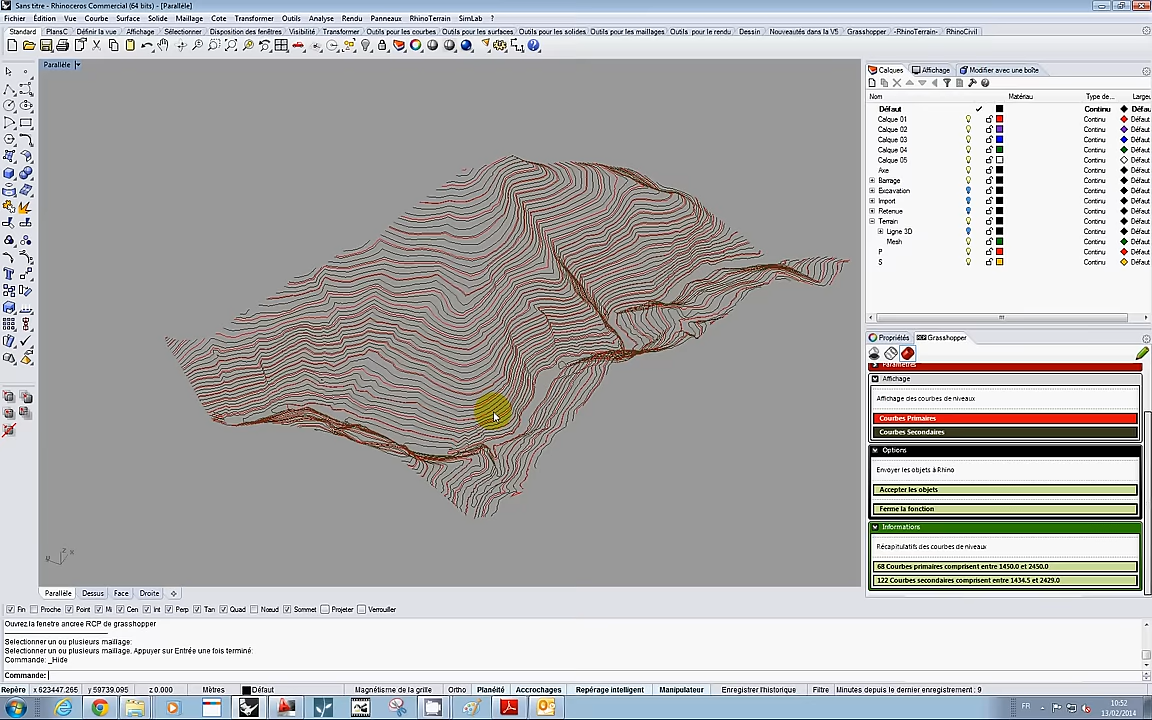 Sans titre - Rhinoceros Commercial (64 bits) - [Parallèle]
Fichier Edition Vue Courbe Surface Solide Maillage Cote Transformer Outils Analyse Rendu Panneaux RhinoTerrain SimLab ?
Standard PlansC Définir la vue Affichage Sélectionner Disposition des fenêtres Visibilité Transformer Outils pour les courbes Outils pour les surfaces Outils pour les solides Outils pour les maillages Outils pour le rendu Dessin Nouveautés dans la V5 Grasshopper -RhinoTerrain- RhinoCivil
Parallèle
Calques Affichage Modifier avec une boîte
Nom Matériau Type de... Largeu
Défaut Continu Défau
Calque 01 Continu Défaut
Calque 02 Continu Défaut
Calque 03 Continu Défaut
Calque 04 Continu Défaut
Calque 05 Continu Défaut
Axe Continu Défaut
Barrage Continu Défaut
Excavation Continu Défaut
Import Continu Défaut
Retenue Continu Défaut
Terrain Continu Défaut
Ligne 3D Continu Défaut
Mesh Continu Défaut
P Continu Défaut
S Continu Défaut
Propriétés Grasshopper
Paramètres
Affichage
Affichage des courbes de niveaux
Courbes Primaires
Courbes Secondaires
Options
Envoyer les objets à Rhino
Accepter les objets
Ferme la fonction
Informations
Récapitulatifs des courbes de niveaux
68 Courbes primaires comprisent entre 1450.0 et 2450.0
122 Courbes secondaires comprisent entre 1434.5 et 2429.0
z x y
Parallèle Dessus Face Droite
Fin Proche Point Mi Cen Int Perp Tan Quad Nœud Sommet Projeter Verrouiller
Ouvrez la fenetre ancree RCP de grasshopper
Selectionner un ou plusieurs maillage:
Selectionner un ou plusieurs maillage. Appuyer sur Entrée une fois terminé:
Commande: _Hide
Commande:
Repère x 623447.265 y 59739.095 z 0.000 Mètres Défaut Magnétisme de la grille Ortho Planéité Accrochages Repérage intelligent Manipulateur Enregistrer l'historique Filtre Minutes depuis le dernier enregistrement : 9
FR 10:52
13/02/2014